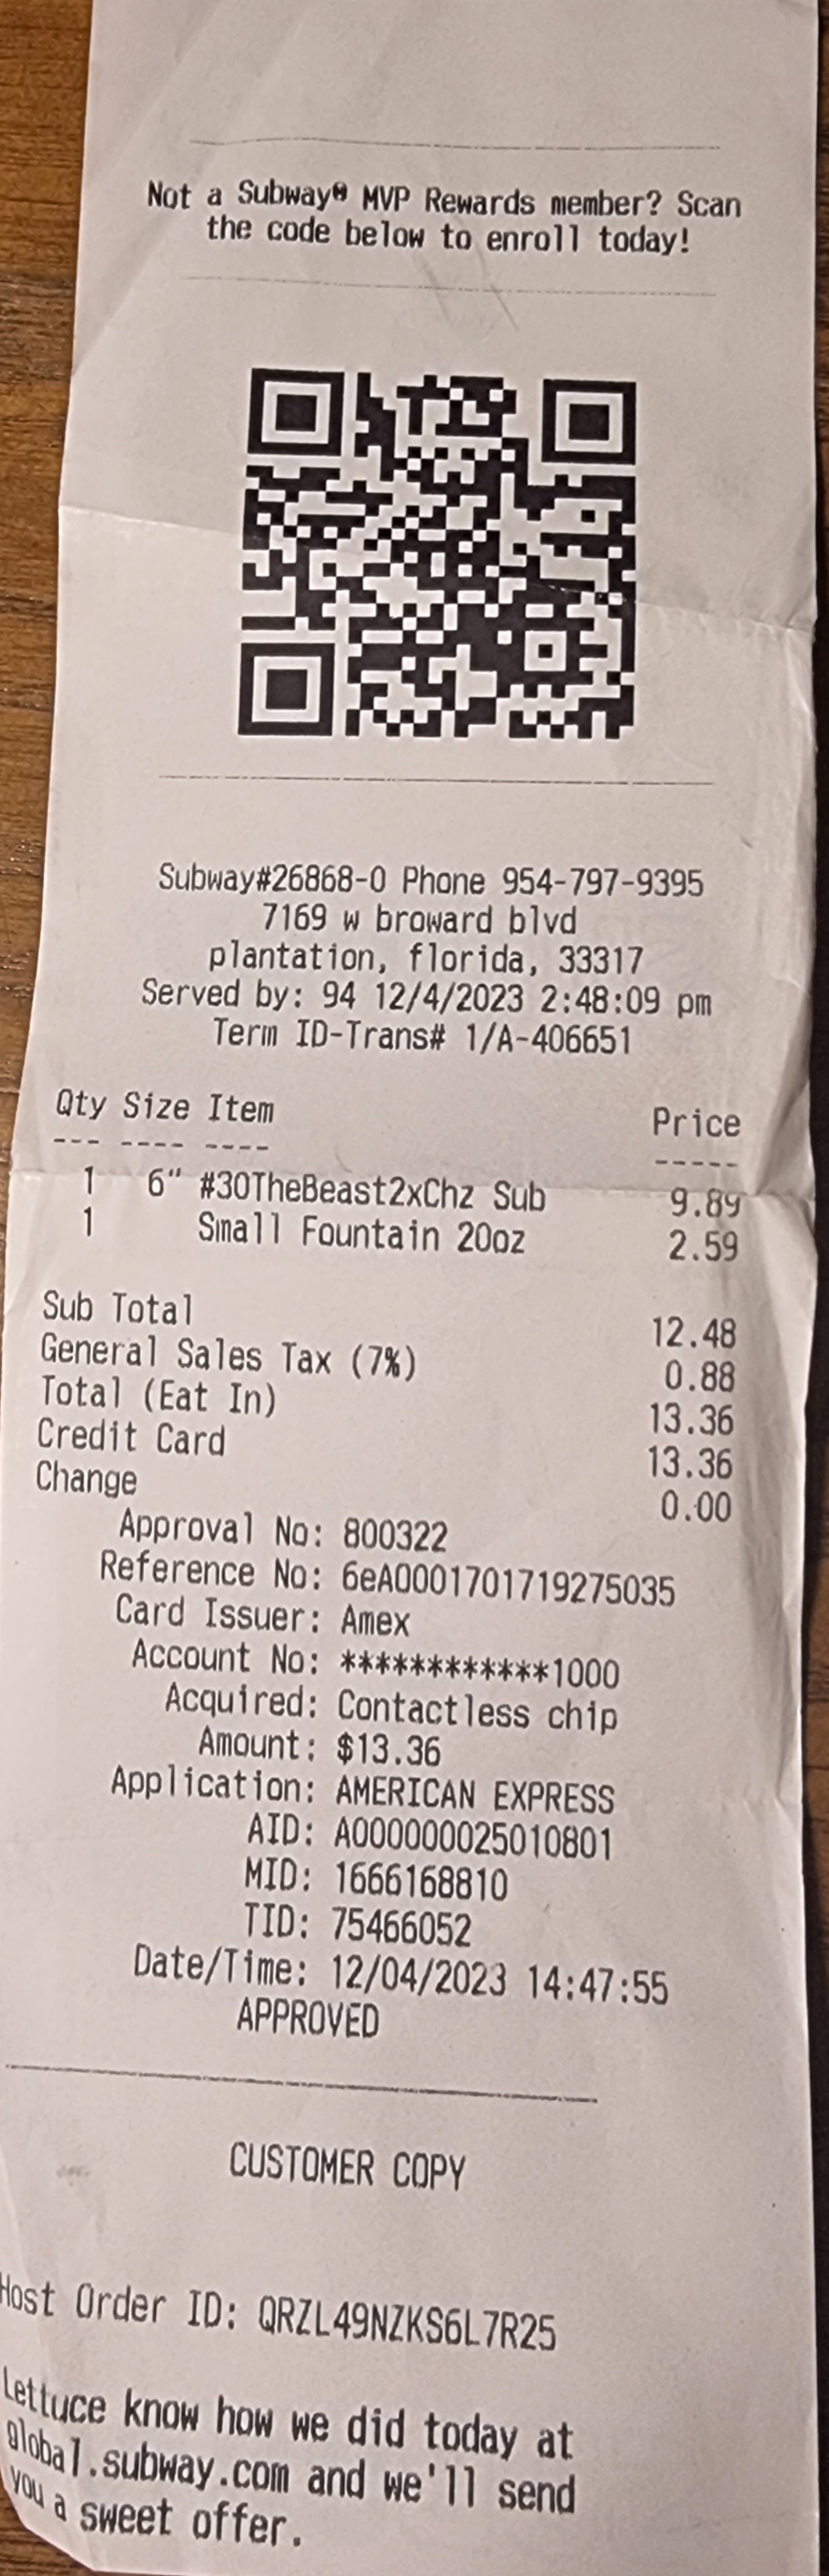 Not a Subway® MVP Rewards member? Scan
the code below to enroll today!
Subway#26868-0 Phone 954-797-9395
7169 w broward blvd
plantation, florida, 33317
Served by: 94 12/4/2023 2:48:09 pm
Term ID-Trans# 1/A-406651
Qty Size Item Price
--- ---- ---- -----
1 6" #30TheBeast2xChz Sub 9.89
1 Small Fountain 20oz 2.59
Sub Total 12.48
General Sales Tax (7%) 0.88
Total (Eat In) 13.36
Credit Card 13.36
Change 0.00
Approval No: 800322
Reference No: 6eA0001701719275035
Card Issuer: Amex
Account No: ************1000
Acquired: Contactless chip
Amount: $13.36
Application: AMERICAN EXPRESS
AID: A000000025010801
MID: 1666168810
TID: 75466052
Date/Time: 12/04/2023 14:47:55
APPROVED
CUSTOMER COPY
Host Order ID: QRZL49NZKS6L7R25
Lettuce know how we did today at
global.subway.com and we'll send
you a sweet offer.